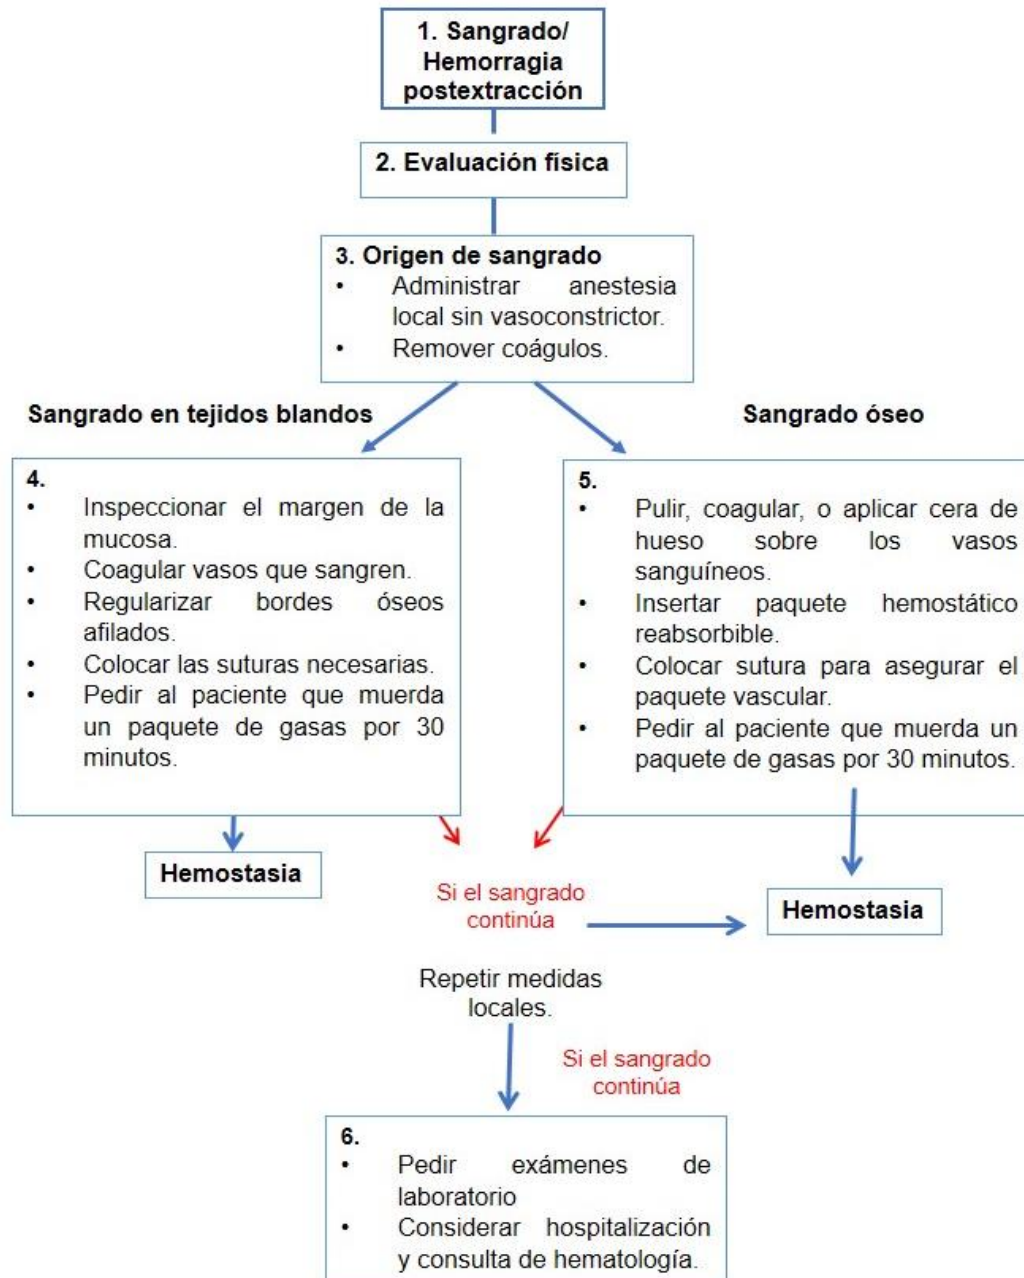 1. Sangrado/
Hemorragia
postextracción
2. Evaluación física
3. Origen de sangrado
• Administrar anestesia
local sin vasoconstrictor.
• Remover coágulos.
Sangrado en tejidos blandos
Sangrado óseo
4.
• Inspeccionar el margen de la
mucosa.
• Coagular vasos que sangren.
• Regularizar bordes óseos
afilados.
• Colocar las suturas necesarias.
• Pedir al paciente que muerda
un paquete de gasas por 30
minutos.
5.
• Pulir, coagular, o aplicar cera de
hueso sobre los vasos
sanguíneos.
• Insertar paquete hemostático
reabsorbible.
• Colocar sutura para asegurar el
paquete vascular.
• Pedir al paciente que muerda un
paquete de gasas por 30 minutos.
Hemostasia
Si el sangrado
continúa
Hemostasia
Repetir medidas
locales.
Si el sangrado
continúa
6.
• Pedir exámenes de
laboratorio
• Considerar hospitalización
y consulta de hematología.